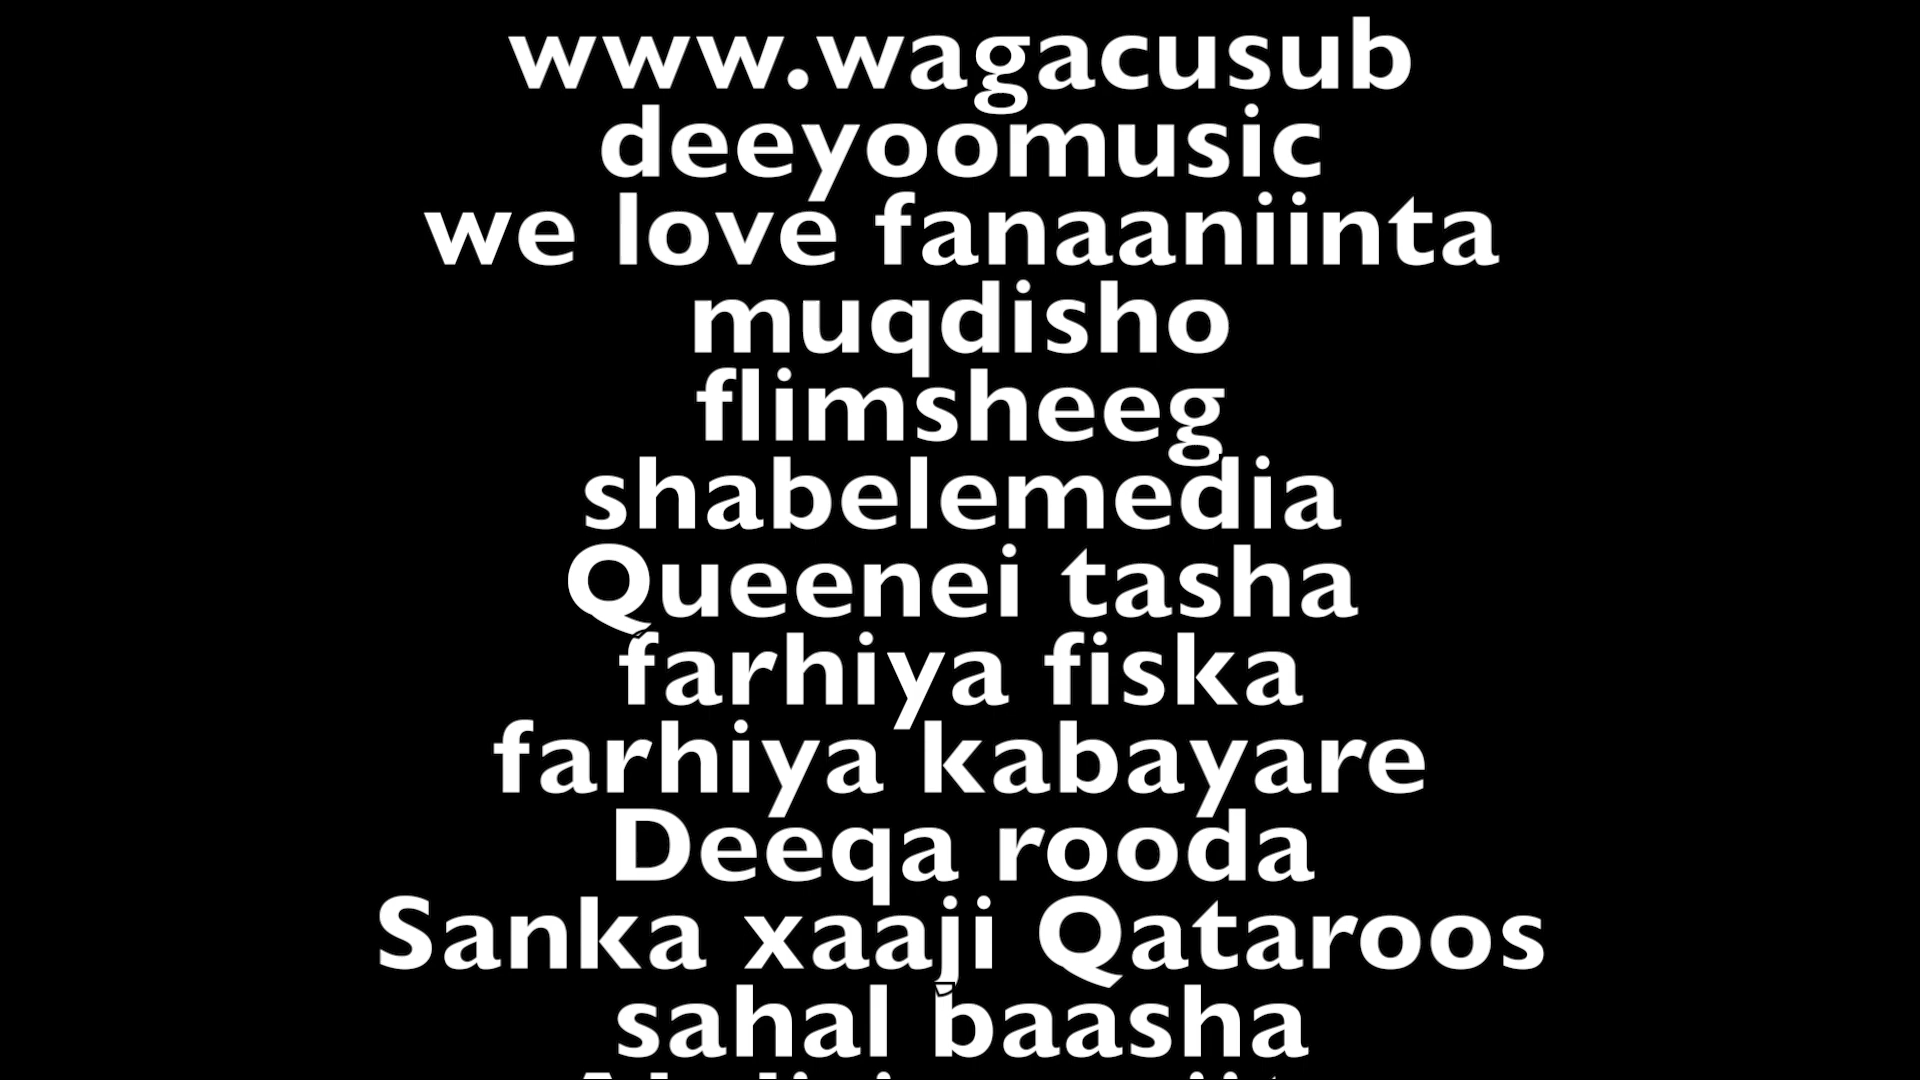 www.wagacusub
deeyoomusic
we love fanaaniinta
muqdisho
flimsheeg
shabelemedia
Queenei tasha
farhiya fiska
farhiya kabayare
Deeqa rooda
Sanka xaaji Qataroos
sahal baasha